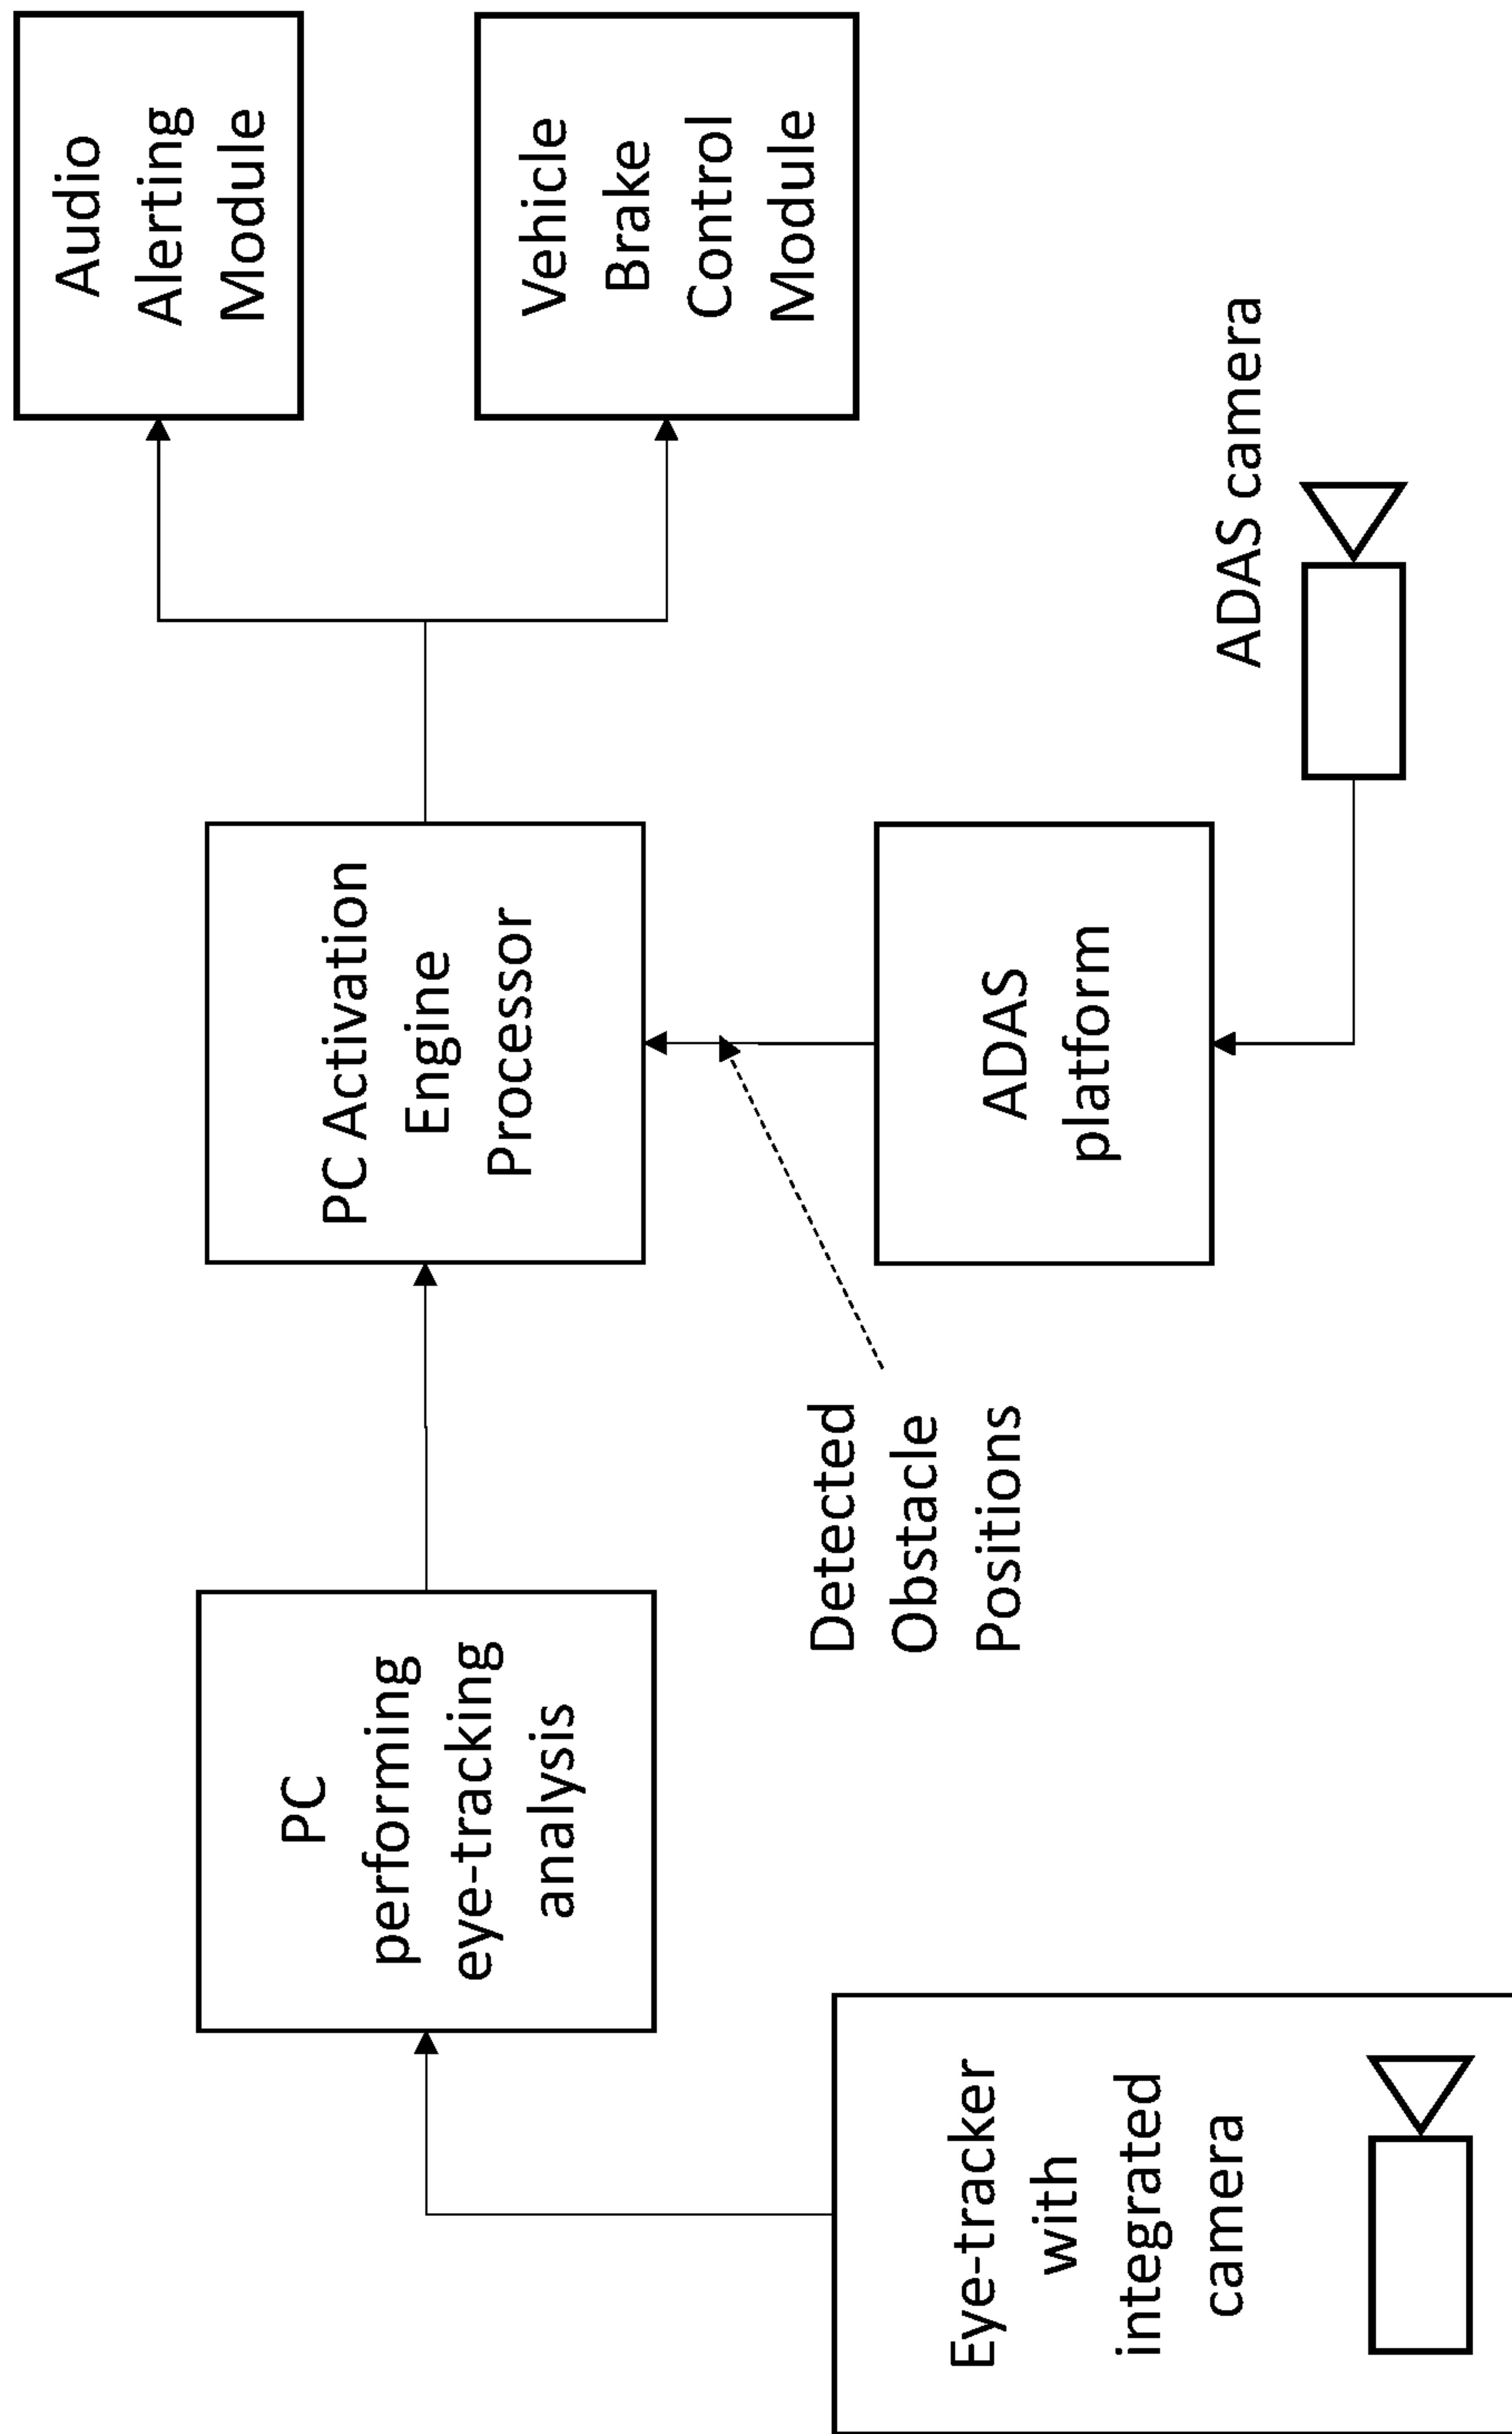 Eye-tracker
with
integrated
camera
PC
performing
eye-tracking
analysis
Detected
Obstacle
Positions
PC Activation
Engine
Processor
ADAS
platform
ADAS camera
Audio
Alerting
Module
Vehicle
Brake
Control
Module